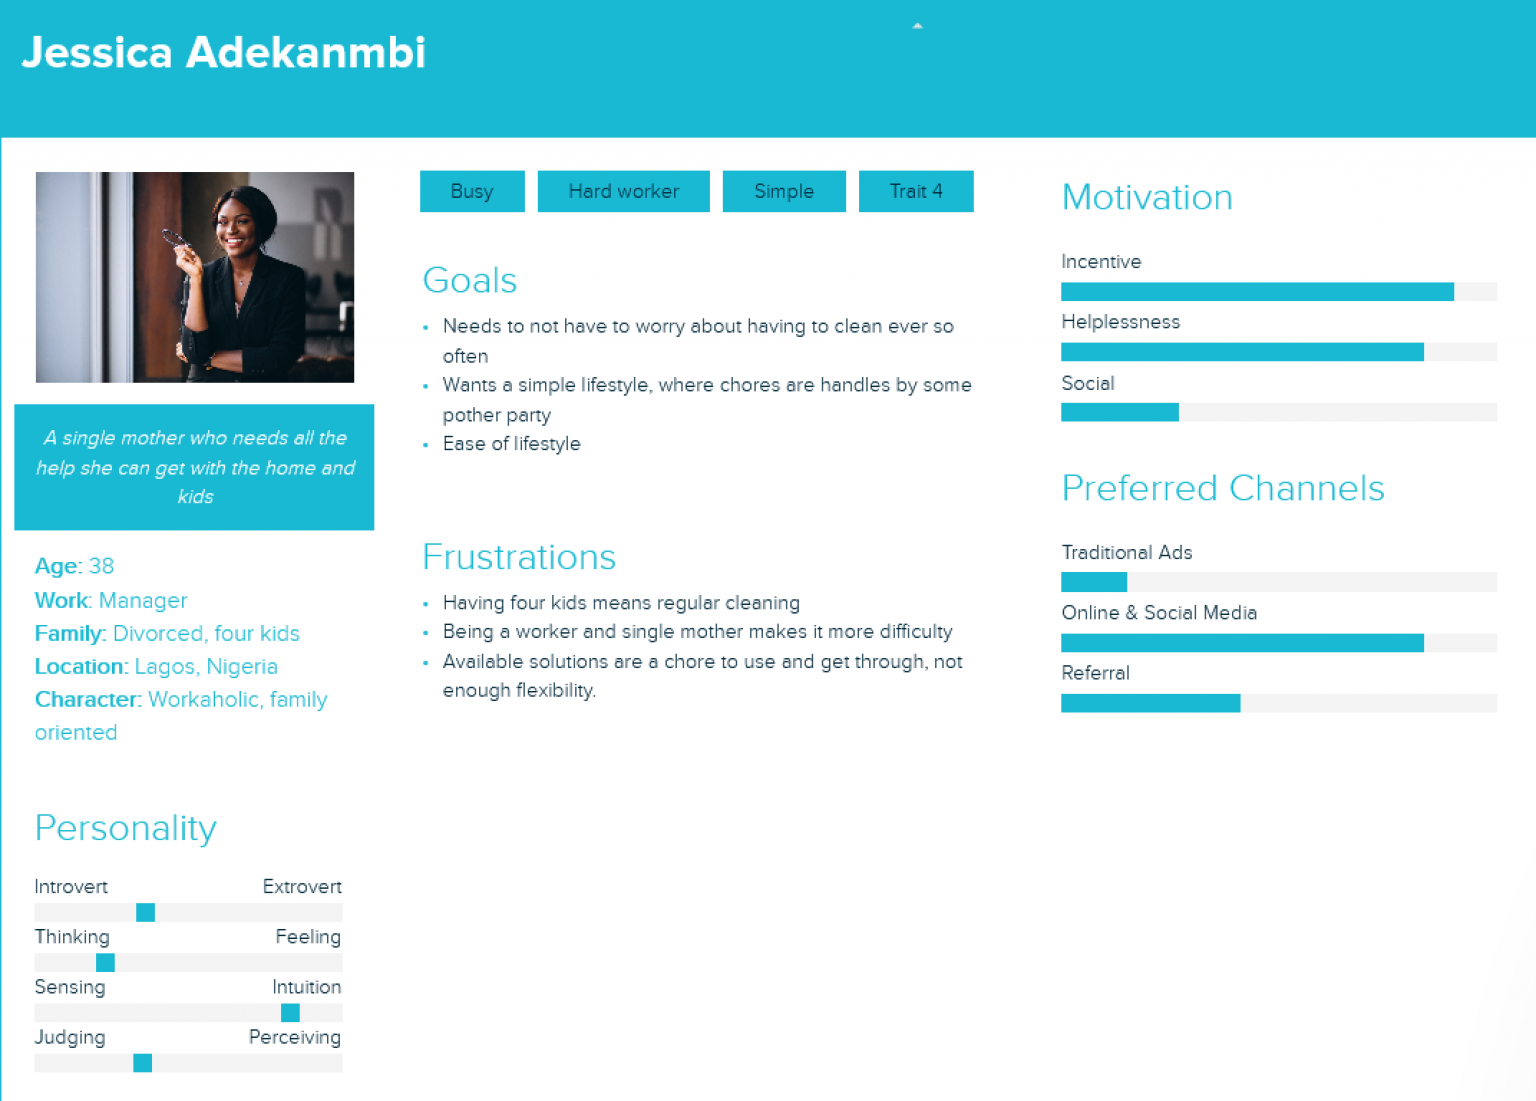 Jessica Adekanmbi
A single mother who needs all the
help she can get with the home and
kids
Age: 38
Work: Manager
Family: Divorced, four kids
Location: Lagos, Nigeria
Character: Workaholic, family
oriented
Personality
Introvert Extrovert
Thinking Feeling
Sensing Intuition
Judging Perceiving
Busy Hard worker Simple Trait 4
Goals
• Needs to not have to worry about having to clean ever so
often
• Wants a simple lifestyle, where chores are handles by some
pother party
• Ease of lifestyle
Frustrations
• Having four kids means regular cleaning
• Being a worker and single mother makes it more difficulty
• Available solutions are a chore to use and get through, not
enough flexibility.
Motivation
Incentive
Helplessness
Social
Preferred Channels
Traditional Ads
Online & Social Media
Referral